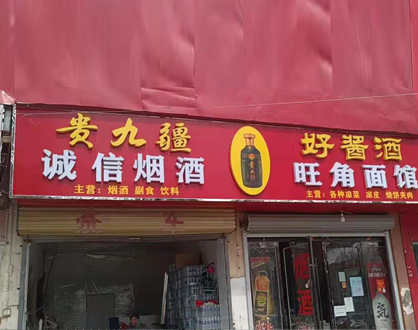 贵九疆
诚信烟酒
主营：烟酒 副食 饮料
好酱酒
旺角面馆
主营：各种凉菜 凉皮 烧饼夹肉